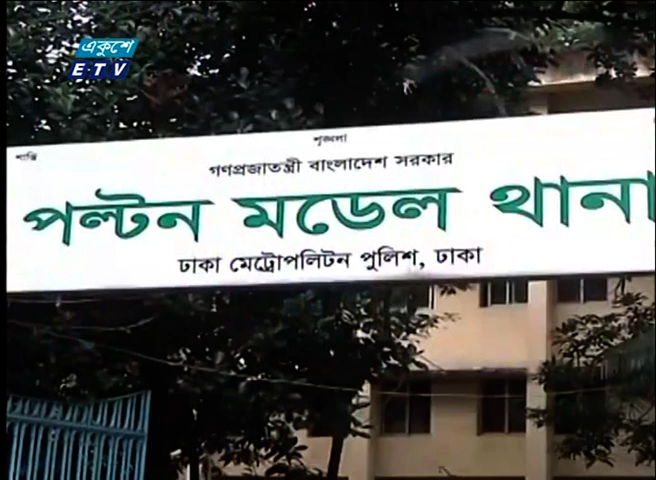 একুশে
ETV
শান্তি
শৃঙ্খলা
গণপ্রজাতন্ত্রী বাংলাদেশ সরকার
পল্টন মডেল থানা
ঢাকা মেট্রোপলিটন পুলিশ, ঢাকা